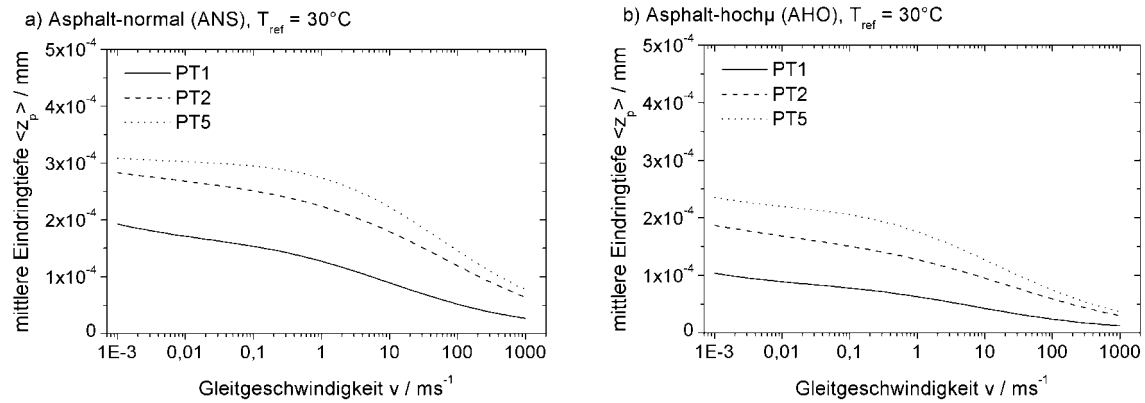 a) Asphalt-normal (ANS), T_ref = 30°C
5x10⁻⁴
4x10⁻⁴
3x10⁻⁴
2x10⁻⁴
1x10⁻⁴
0
mittlere Eindringtiefe <z_p> / mm
PT1
PT2
PT5
1E-3 0,01 0,1 1 10 100 1000
Gleitgeschwindigkeit v / ms⁻¹
b) Asphalt-hochµ (AHO), T_ref = 30°C
5x10⁻⁴
4x10⁻⁴
3x10⁻⁴
2x10⁻⁴
1x10⁻⁴
0
mittlere Eindringtiefe <z_p> / mm
PT1
PT2
PT5
1E-3 0,01 0,1 1 10 100 1000
Gleitgeschwindigkeit v / ms⁻¹